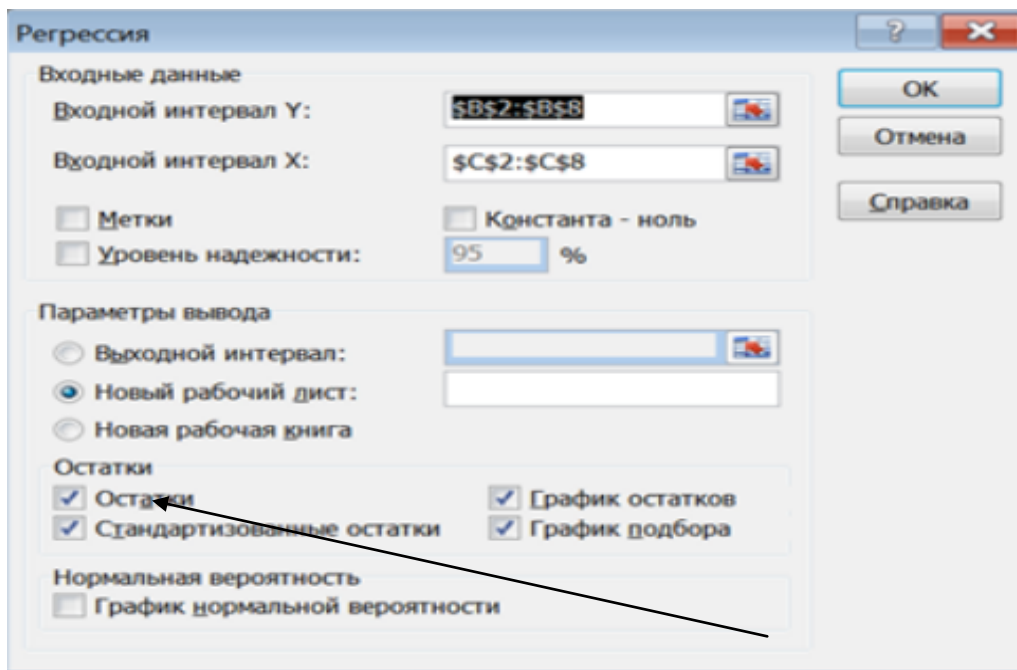 Регрессия
Входные данные
Входной интервал Y: $B$2:$B$8
Входной интервал X: $C$2:$C$8
Метки Константа - ноль
Уровень надежности: 95 %
OK
Отмена
Справка
Параметры вывода
Выходной интервал:
Новый рабочий лист:
Новая рабочая книга
Остатки
Остатки График остатков
Стандартизованные остатки График подбора
Нормальная вероятность
График нормальной вероятности